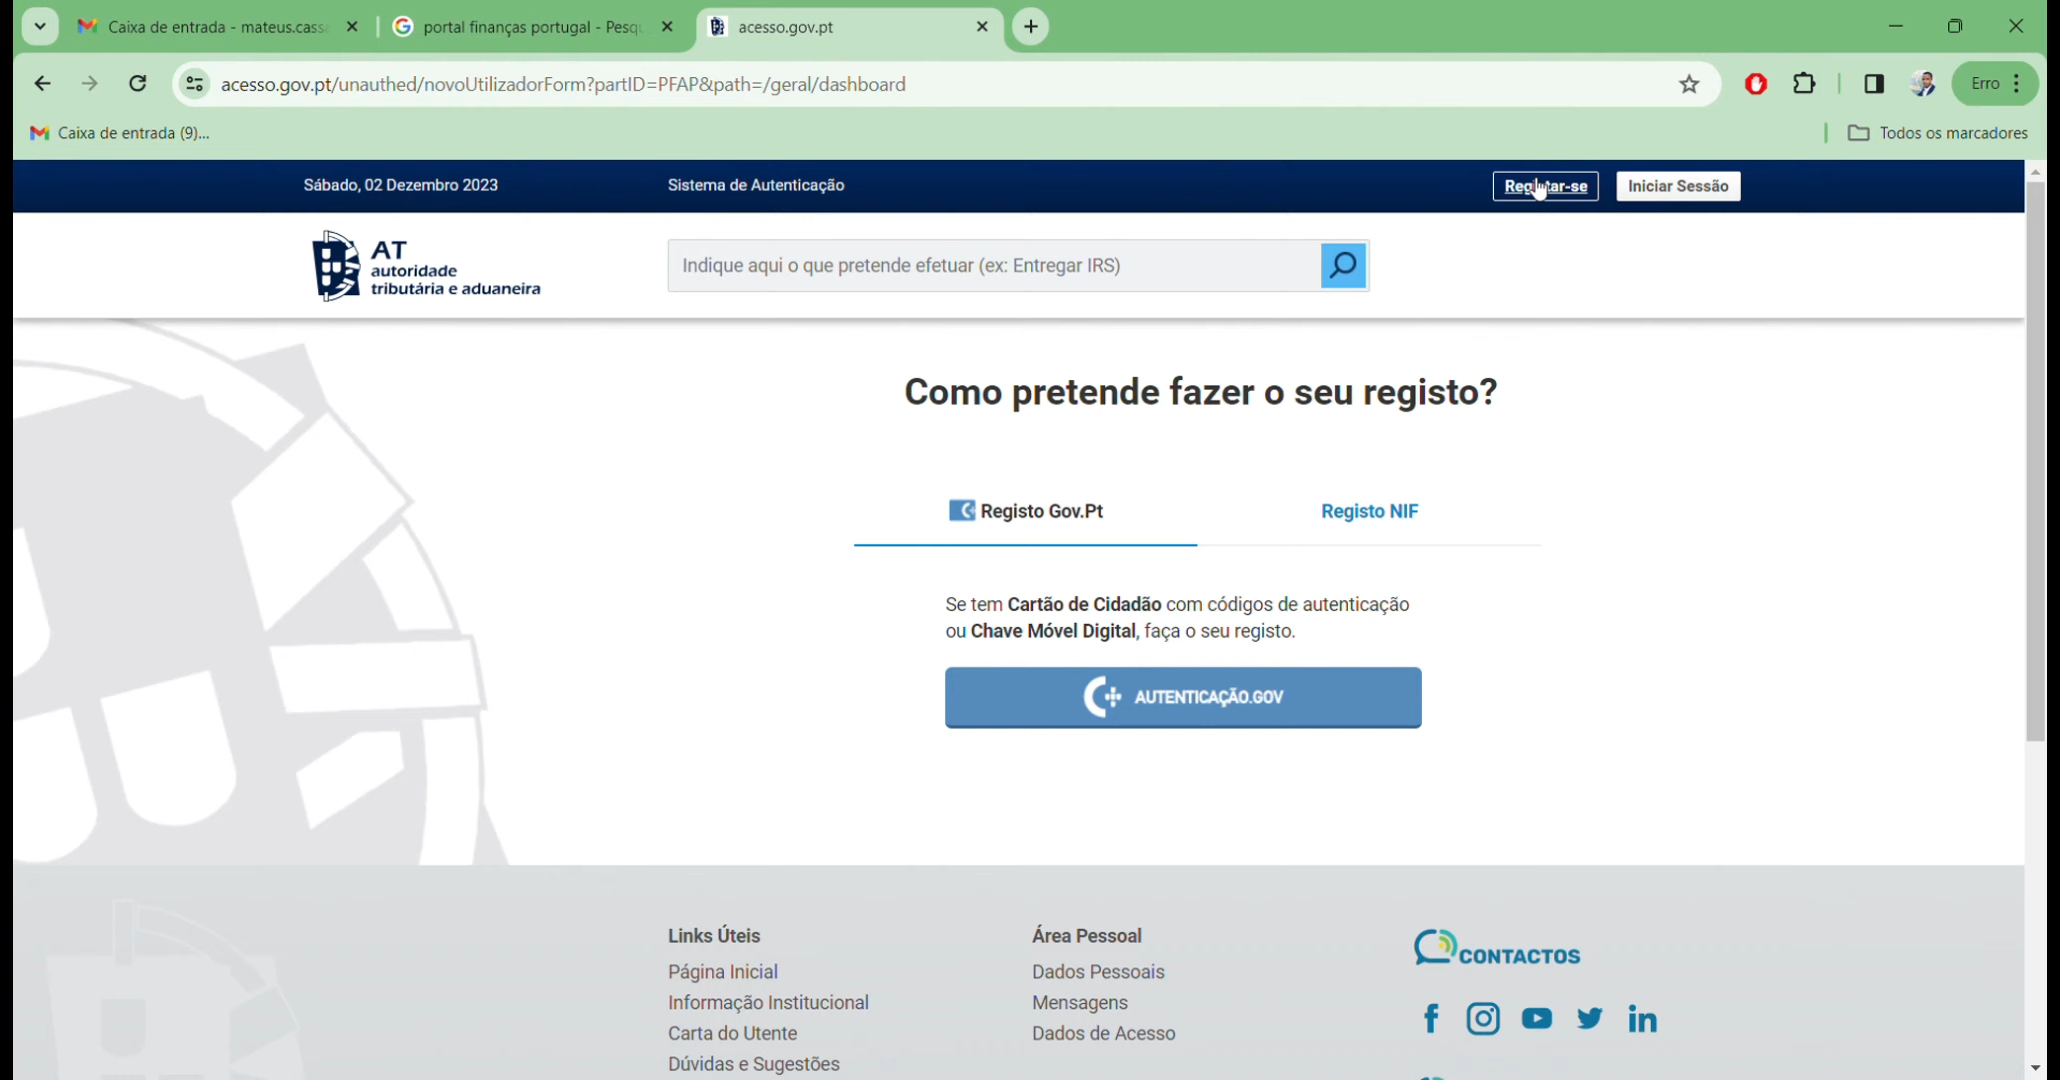 Caixa de entrada - mateus.cass
portal finanças portugal - Pesq
acesso.gov.pt
acesso.gov.pt/unauthed/novoUtilizadorForm?partID=PFAP&path=/geral/dashboard
Erro
Caixa de entrada (9)...
Todos os marcadores
Sábado, 02 Dezembro 2023
Sistema de Autenticação
Iniciar Sessão
AT
autoridade
tributária e aduaneira
Indique aqui o que pretende efetuar (ex: Entregar IRS)
Como pretende fazer o seu registo?
Registo Gov.Pt
Registo NIF
Se tem Cartão de Cidadão com códigos de autenticação
ou Chave Móvel Digital, faça o seu registo.
AUTENTICAÇÃO.GOV
Links Úteis
Página Inicial
Informação Institucional
Carta do Utente
Dúvidas e Sugestões
Área Pessoal
Dados Pessoais
Mensagens
Dados de Acesso
CONTACTOS